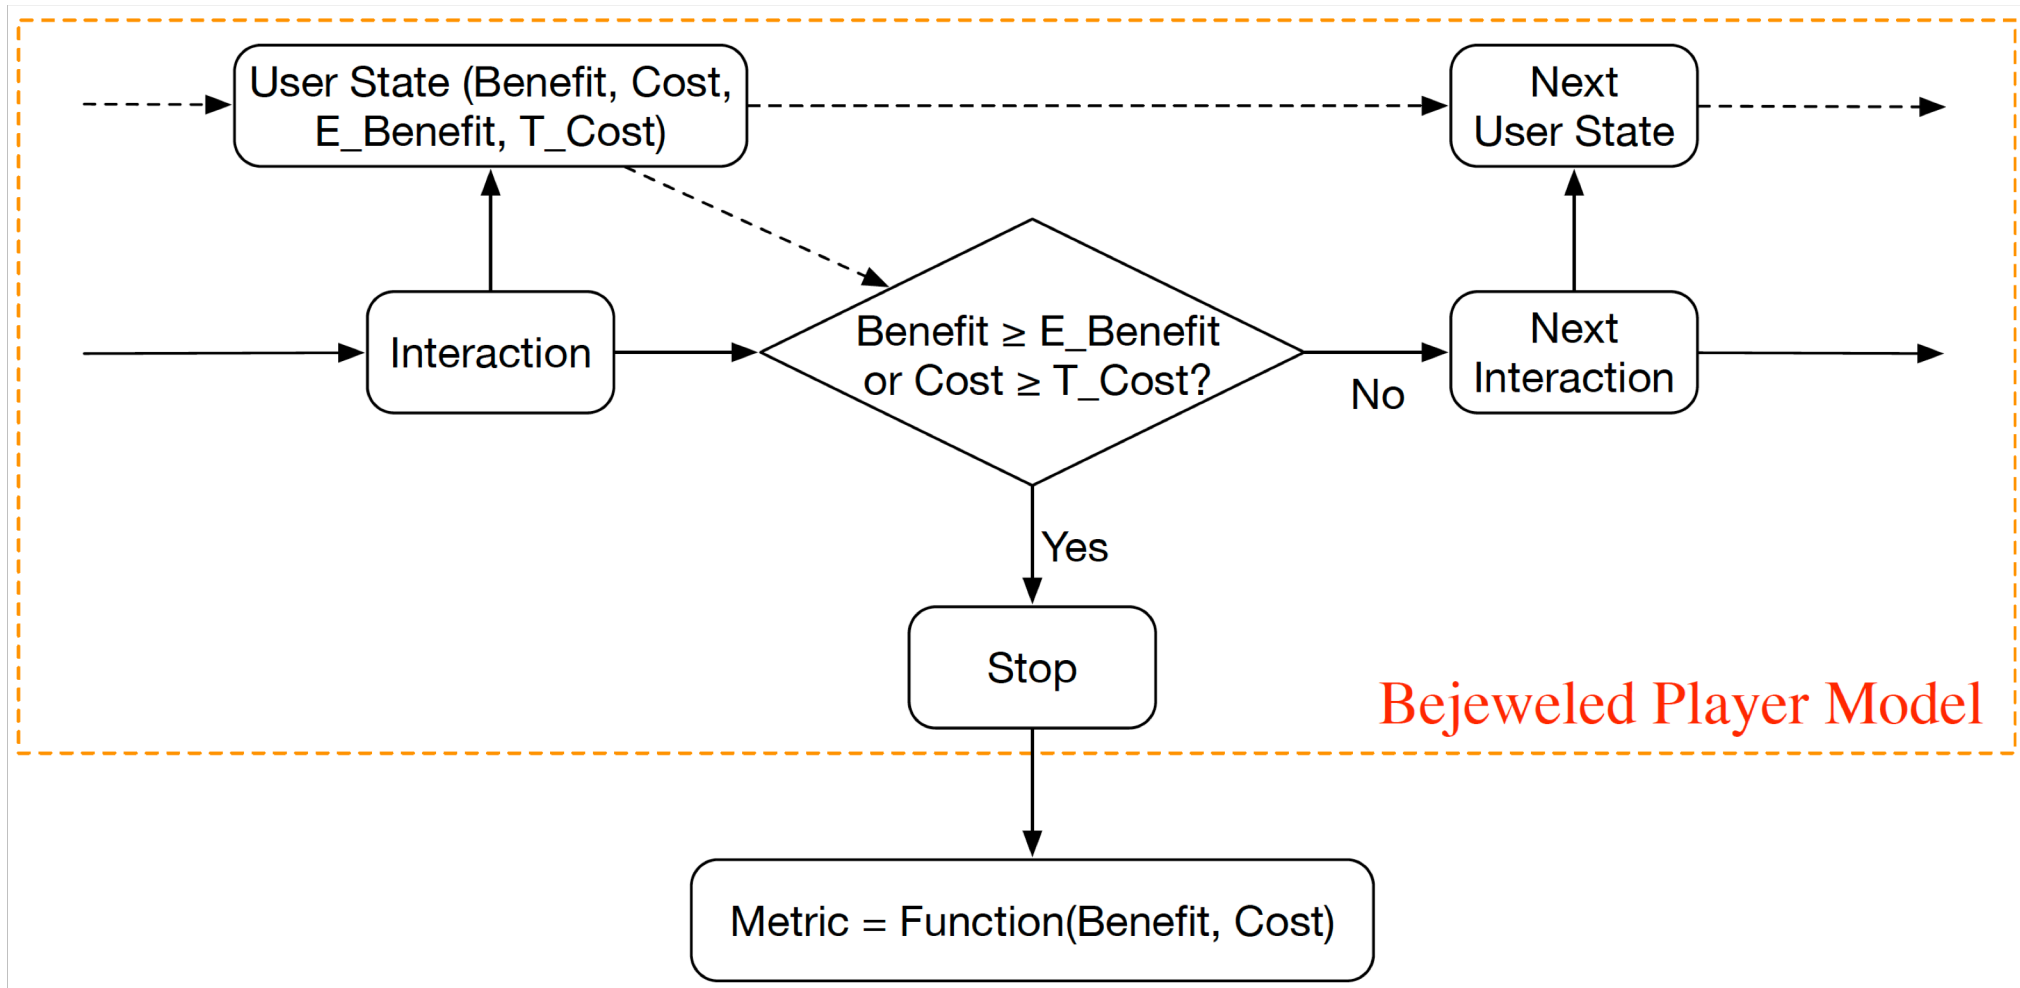 User State (Benefit, Cost,
E_Benefit, T_Cost)
Next
User State
Interaction
Benefit ≥ E_Benefit
or Cost ≥ T_Cost?
No
Next
Interaction
Yes
Stop
Bejeweled Player Model
Metric = Function(Benefit, Cost)